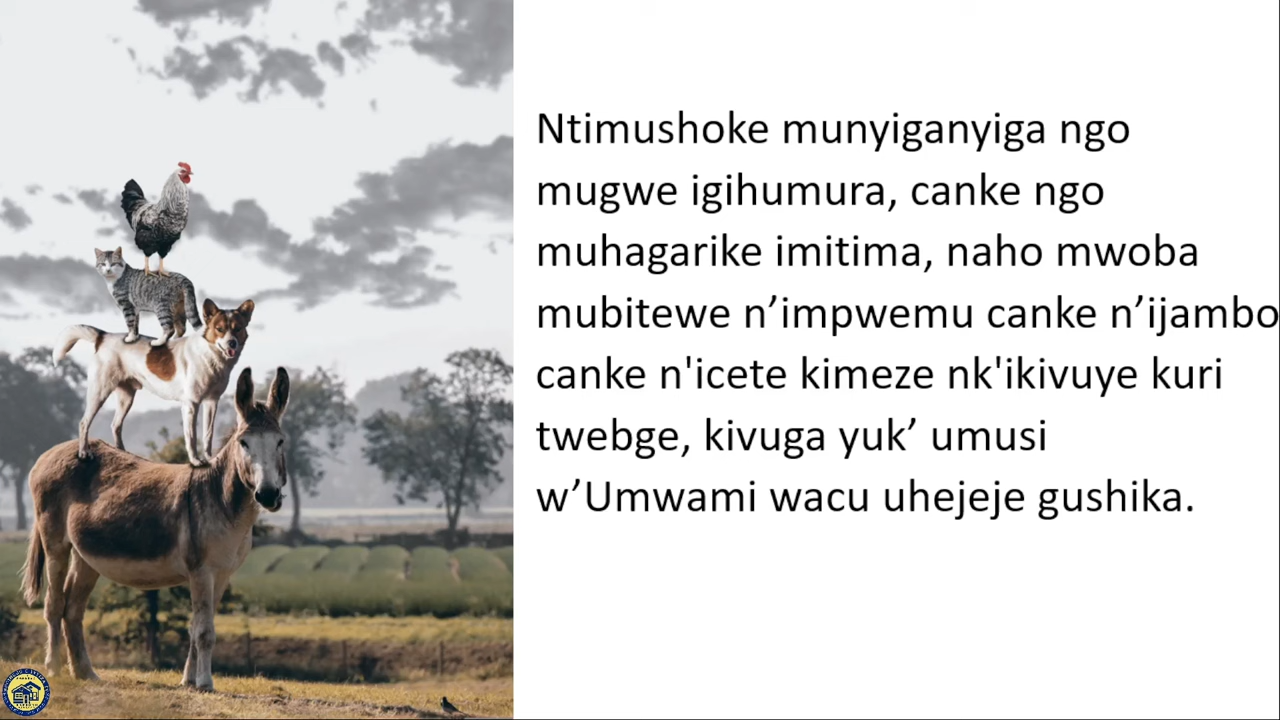 Ntimushoke munyiganyiga ngo
mugwe igihumura, canke ngo
muhagarike imitima, naho mwoba
mubitewe n’impwemu canke n’ijambo
canke n'icete kimeze nk'ikivuye kuri
twebge, kivuga yuk’ umusi
w’Umwami wacu uhejeje gushika.